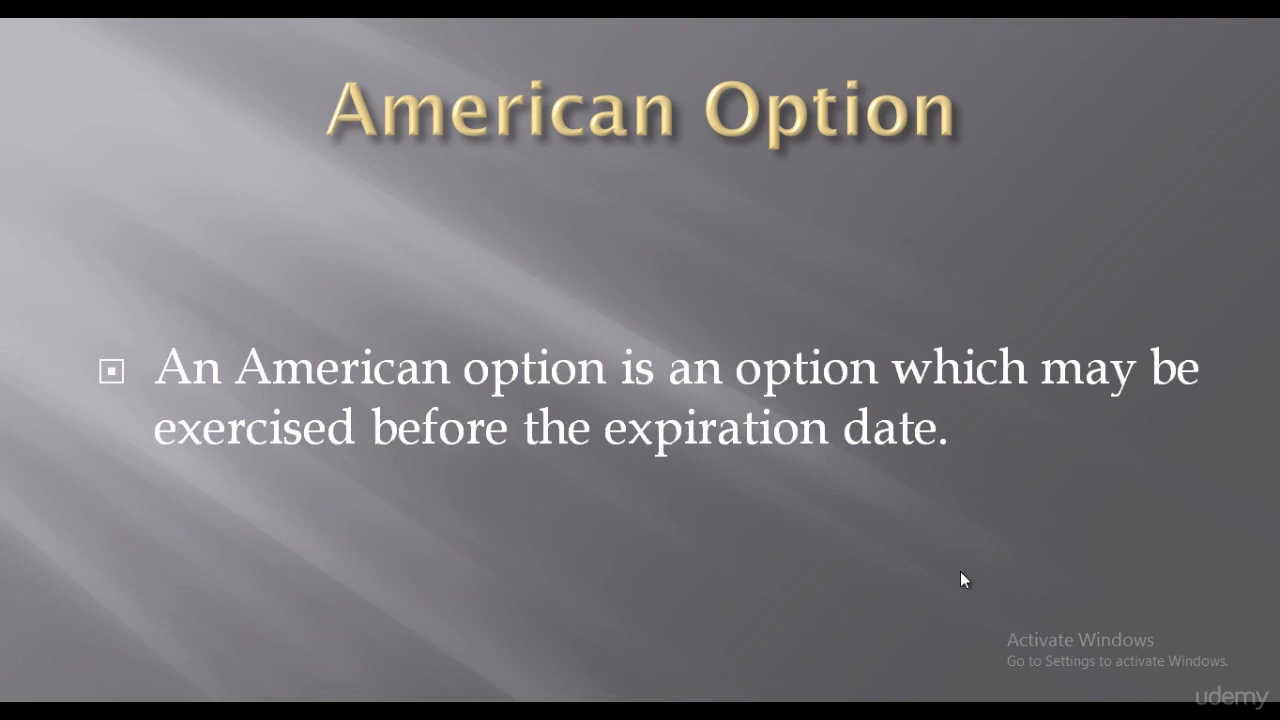 American Option
An American option is an option which may be
exercised before the expiration date.
Activate Windows
Go to Settings to activate Windows.
udemy